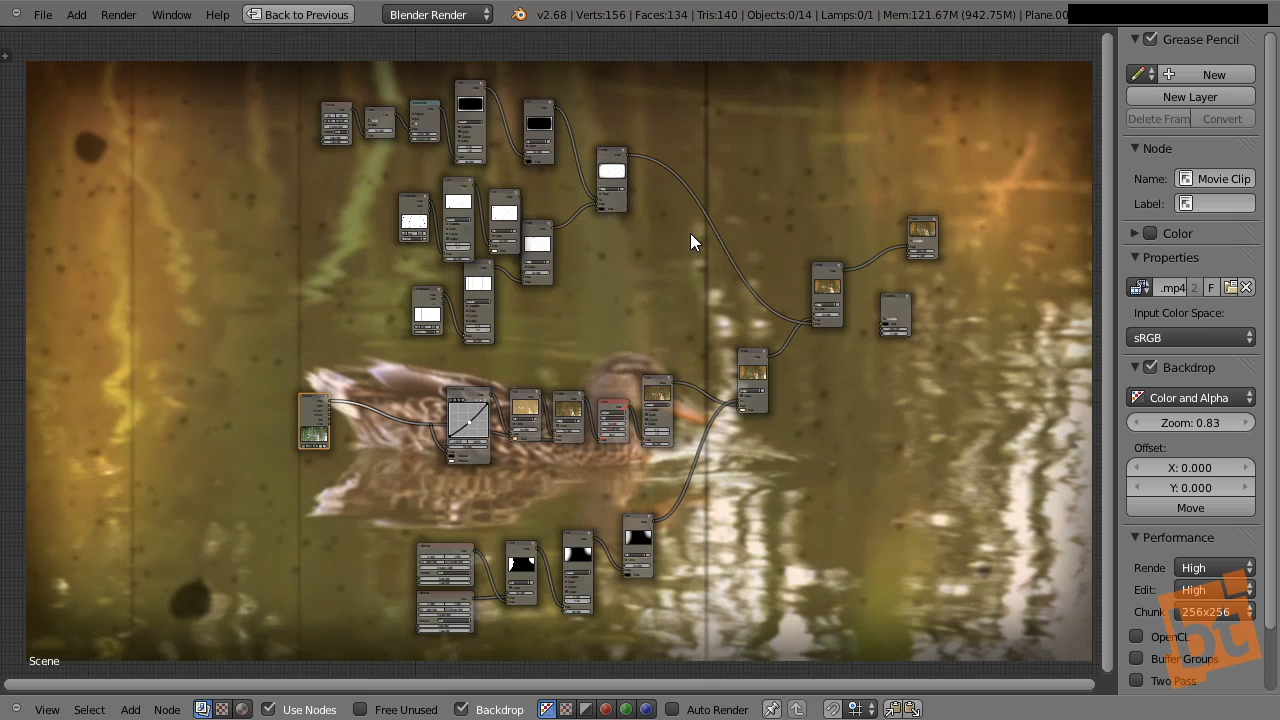 File Add Render Window Help Back to Previous Blender Render v2.68 | Verts:156 | Faces:134 | Tris:140 | Objects:0/14 | Lamps:0/1 | Mem:121.67M (942.75M) | Plane.00
Grease Pencil
New
New Layer
Delete Fram Convert
Node
Name: Movie Clip
Label:
Color
Properties
.mp4 2 F
Input Color Space:
sRGB
Backdrop
Color and Alpha
Zoom: 0.83
Offset:
X: 0.000
Y: 0.000
Move
Performance
Rende High
Edit: High
Chunk 256x256
OpenCL
Buffer Groups
Two Pass
bt
Scene
View Select Add Node Use Nodes Free Unused Backdrop Auto Render